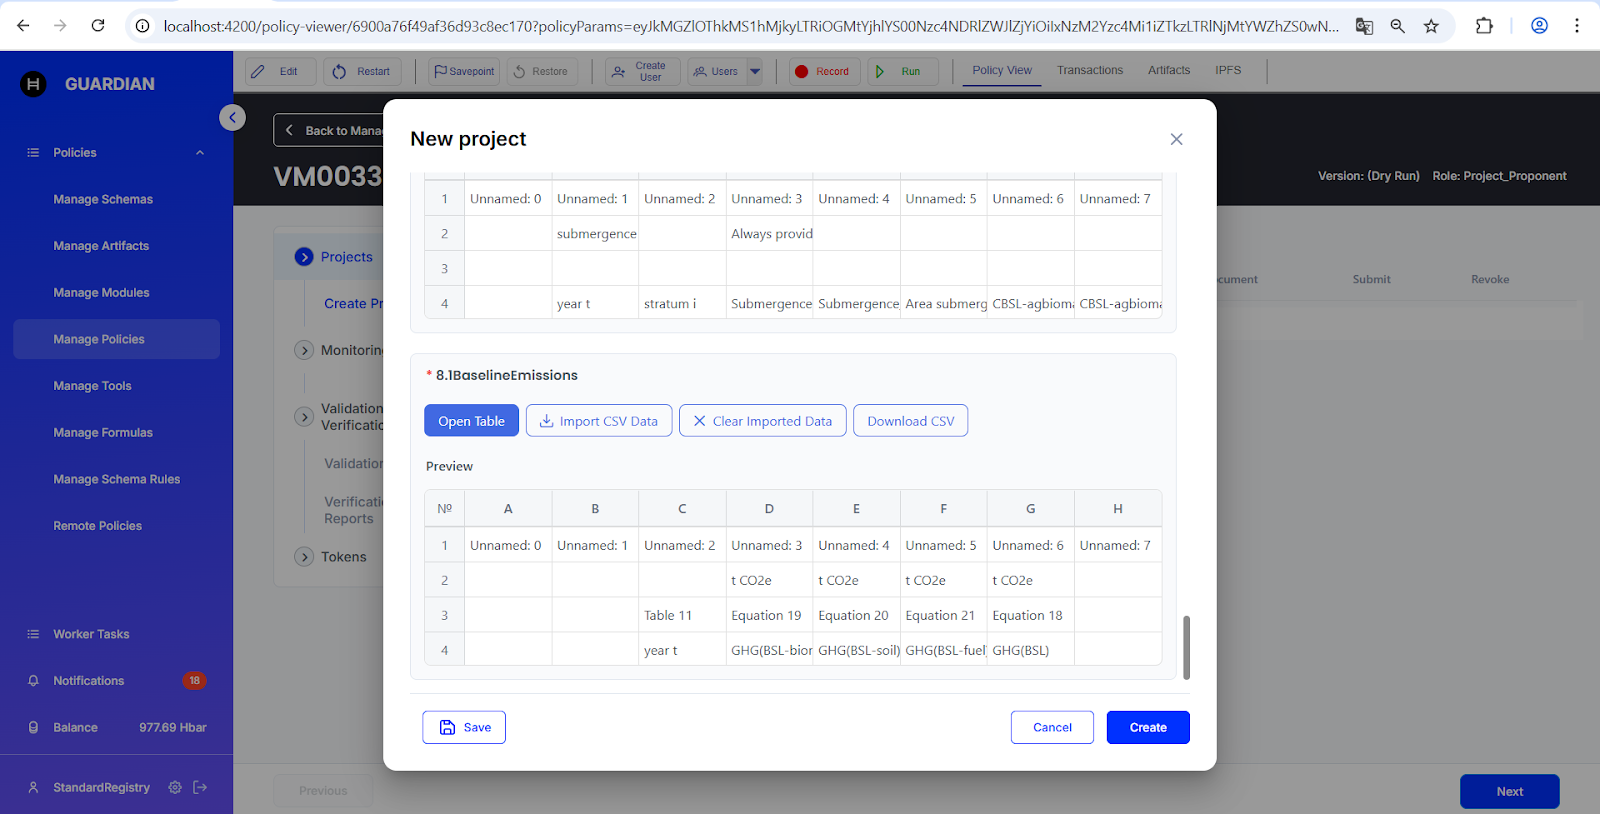 localhost:4200/policy-viewer/6900a76f49af36d93c8ec170?policyParams=eyJkMGZlOThkMS1hMjkyLTRiOGMtYjhlYS00Nzc4NDRlZWJlZjYiOiIxNzM2Yzc4Mi1iZTkzLTRlNjMtYWZhZS0wN...
GUARDIAN
Edit
Restart
Savepoint
Restore
Create User
Users
Record
Run
Policy View
Transactions
Artifacts
IPFS
Back to Mana
VM0033
Version: (Dry Run) Role: Project_Proponent
Policies
Manage Schemas
Manage Artifacts
Manage Modules
Manage Policies
Manage Tools
Manage Formulas
Manage Schema Rules
Remote Policies
Worker Tasks
Notifications 18
Balance 977.69 Hbar
StandardRegistry
Projects
Create Pr
Monitorin
Validation
Verificatio
Validation
Verificati
Reports
Tokens
ocument
Submit
Revoke
New project
1 Unnamed: 0 Unnamed: 1 Unnamed: 2 Unnamed: 3 Unnamed: 4 Unnamed: 5 Unnamed: 6 Unnamed: 7
2 submergence Always provid
3
4 year t stratum i Submergence Submergence Area submerg CBSL-agbioma CBSL-agbioma
* 8.1BaselineEmissions
Open Table
Import CSV Data
Clear Imported Data
Download CSV
Preview
№ A B C D E F G H
1 Unnamed: 0 Unnamed: 1 Unnamed: 2 Unnamed: 3 Unnamed: 4 Unnamed: 5 Unnamed: 6 Unnamed: 7
2 t CO2e t CO2e t CO2e t CO2e
3 Table 11 Equation 19 Equation 20 Equation 21 Equation 18
4 year t GHG(BSL-bior GHG(BSL-soil) GHG(BSL-fuel) GHG(BSL)
Save
Cancel
Create
Previous
Next